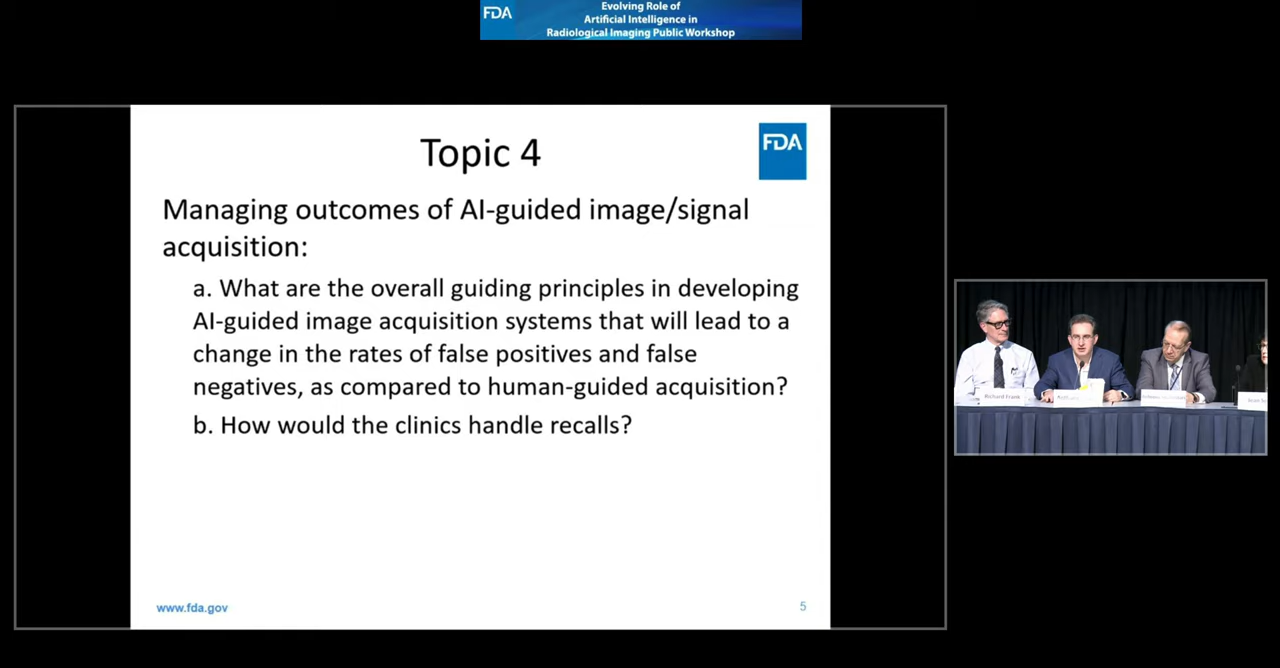 FDA
Evolving Role of
Artificial Intelligence in
Radiological Imaging Public Workshop
Topic 4
FDA
Managing outcomes of AI-guided image/signal
acquisition:
a. What are the overall guiding principles in developing
AI-guided image acquisition systems that will lead to a
change in the rates of false positives and false
negatives, as compared to human-guided acquisition?
b. How would the clinics handle recalls?
www.fda.gov
5
Richard Frank